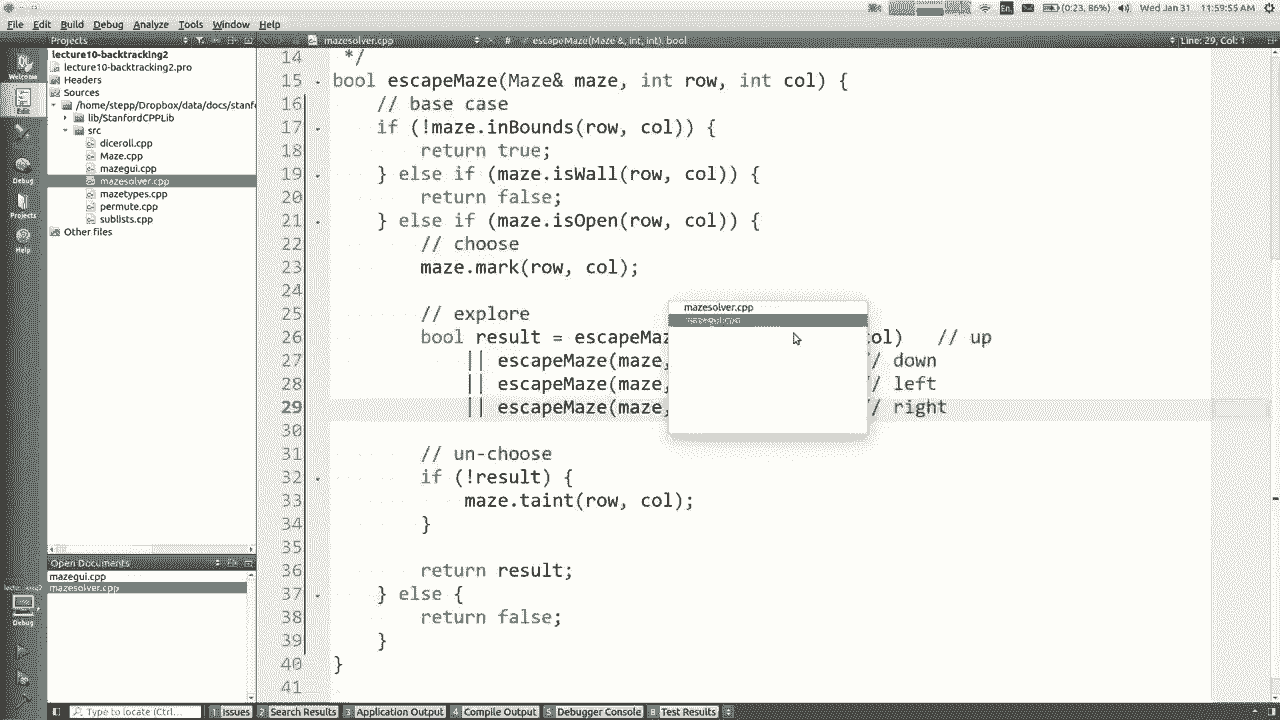 (0:23, 86%) Wed Jan 31 11:59:55 AM
File Edit Build Debug Analyze Tools Window Help
Projects
mazesolver.cpp # escapeMaze(Maze &, int, int): bool Line: 29, Col: 1
Welcome
Debug
Projects
Help
Debug
lecture10-backtracking2
lecture10-backtracking2.pro
Headers
Sources
/home/stepp/Dropbox/data/docs/stanf
lib/StanfordCPPLib
src
diceroll.cpp
Maze.cpp
mazegui.cpp
mazesolver.cpp
mazetypes.cpp
permute.cpp
sublists.cpp
Other files
Open Documents
mazegui.cpp
mazesolver.cpp
14 */
15 bool escapeMaze(Maze& maze, int row, int col) {
16 // base case
17 if (!maze.inBounds(row, col)) {
18 return true;
19 } else if (maze.isWall(row, col)) {
20 return false;
21 } else if (maze.isOpen(row, col)) {
22 // choose
23 maze.mark(row, col);
24
25 // explore
26 bool result = escapeMaz col) // up
27 || escapeMaze(maze, // down
28 || escapeMaze(maze, // left
29 || escapeMaze(maze, // right
30
31 // un-choose
32 if (!result) {
33 maze.taint(row, col);
34 }
35
36 return result;
37 } else {
38 return false;
39 }
40 }
41
mazesolver.cpp
mazegui.cpp
Type to locate (Ctrl... 1 Issues 2 Search Results 3 Application Output 4 Compile Output 5 Debugger Console 8 Test Results